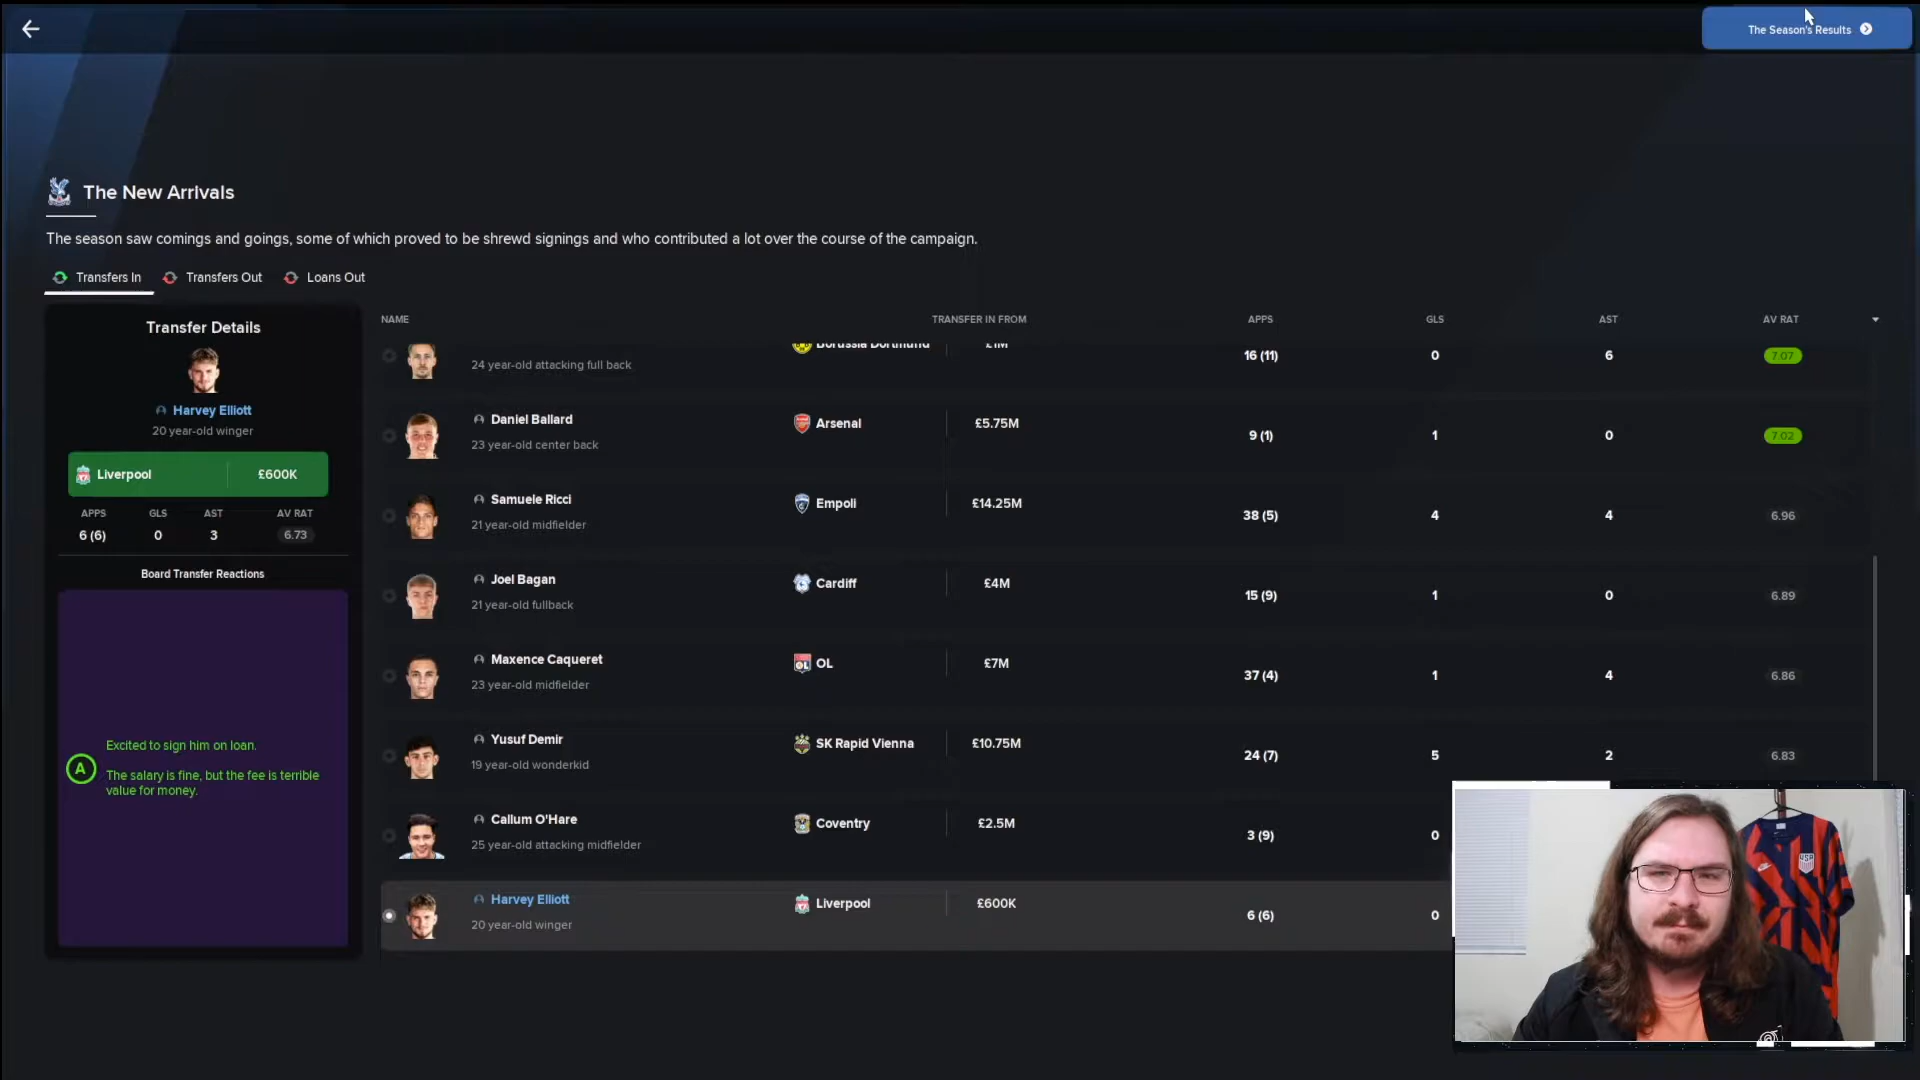 The Season's Results
The New Arrivals
The season saw comings and goings, some of which proved to be shrewd signings and who contributed a lot over the course of the campaign.
Transfers In
Transfers Out
Loans Out
Transfer Details
Harvey Elliott
20 year-old winger
Liverpool £600K
APPS GLS AST AV RAT
6 (6) 0 3 6.73
Board Transfer Reactions
A
Excited to sign him on loan.
The salary is fine, but the fee is terrible
value for money.
NAME TRANSFER IN FROM APPS GLS AST AV RAT
Borussia Dortmund £1M
24 year-old attacking full back
16 (11) 0 6 7.07
Daniel Ballard Arsenal £5.75M
23 year-old center back
9 (1) 1 0 7.02
Samuele Ricci Empoli £14.25M
21 year-old midfielder
38 (5) 4 4 6.96
Joel Bagan Cardiff £4M
21 year-old fullback
15 (9) 1 0 6.89
Maxence Caqueret OL £7M
23 year-old midfielder
37 (4) 1 4 6.86
Yusuf Demir SK Rapid Vienna £10.75M
19 year-old wonderkid
24 (7) 5 2 6.83
Callum O'Hare Coventry £2.5M
25 year-old attacking midfielder
3 (9) 0
Harvey Elliott Liverpool £600K
20 year-old winger
6 (6) 0